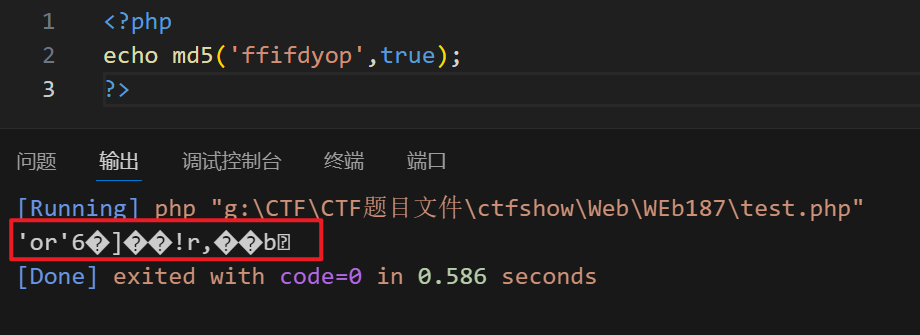 1 <?php
2 echo md5('ffifdyop',true);
3 ?>
问题 输出 调试控制台 终端 端口
[Running] php "g:\CTF\CTF题目文件\ctfshow\Web\WEb187\test.php"
'or'6�]��!r,��b
[Done] exited with code=0 in 0.586 seconds